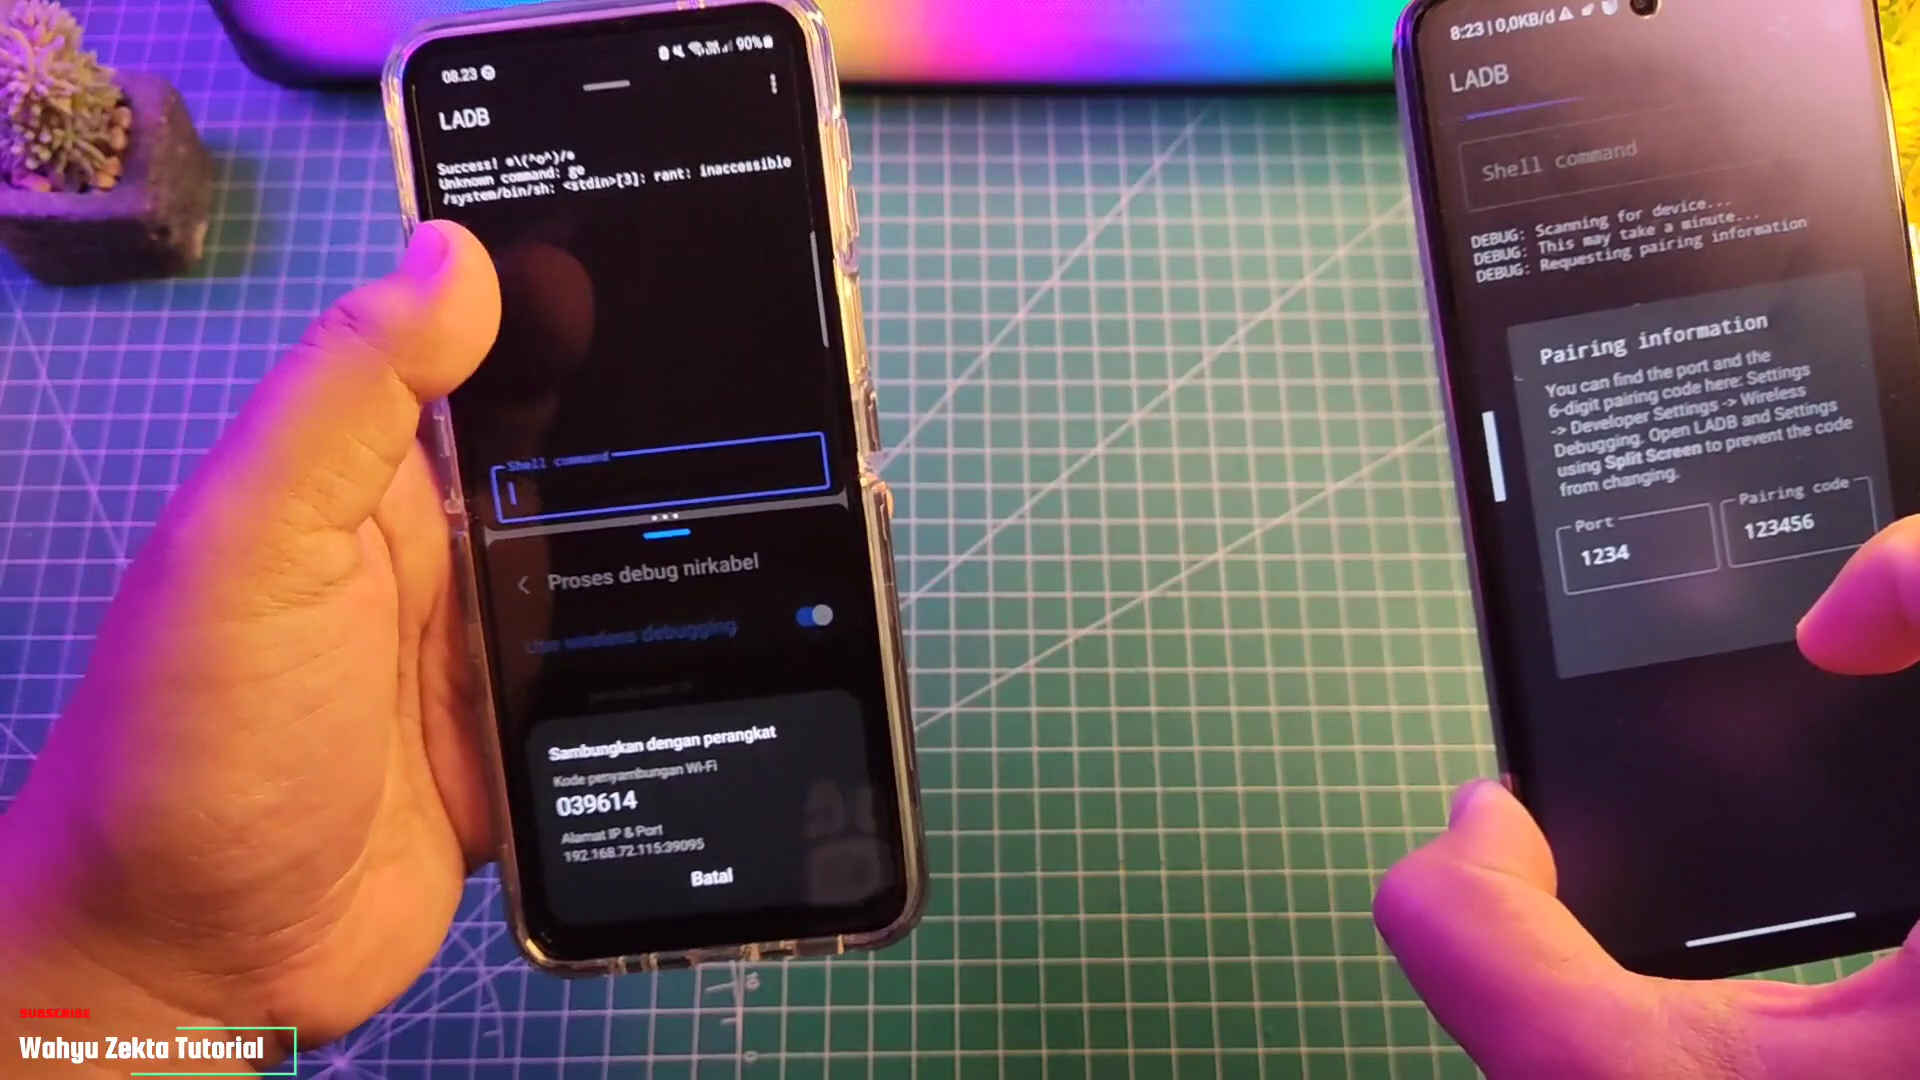 08.23
90%
LADB
Success! *\(^o^)/*
Unknown command: ge
/system/bin/sh: <stdin>[3]: rant: inaccessible
Shell command
Proses debug nirkabel
Use wireless debugging
Sambungkan dengan perangkat
Kode penyambungan Wi-Fi
039614
Alamat IP & Port
192.168.72.115:39095
Batal
8:23 | 0,0KB/d
LADB
Shell command
DEBUG: Scanning for device...
DEBUG: This may take a minute...
DEBUG: Requesting pairing information
Pairing information
You can find the port and the
6-digit pairing code here: Settings
-> Developer Settings -> Wireless
Debugging. Open LADB and Settings
using Split Screen to prevent the code
from changing.
Port
1234
Pairing code
123456
SUBSCRIBE
Wahyu Zekta Tutorial